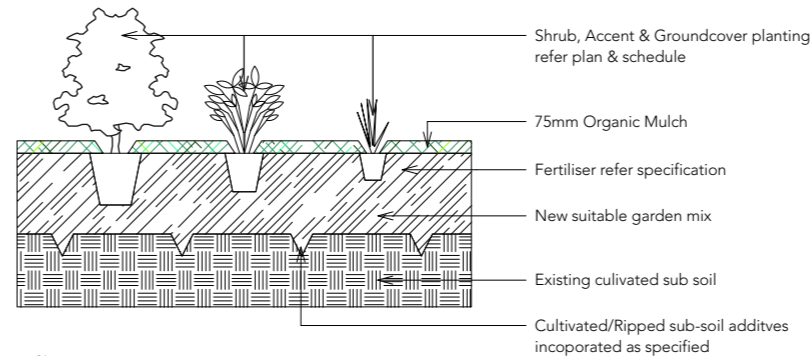 Shrub, Accent & Groundcover planting
refer plan & schedule
75mm Organic Mulch
Fertiliser refer specification
New suitable garden mix
Existing culivated sub soil
Cultivated/Ripped sub-soil additves
incoporated as specified